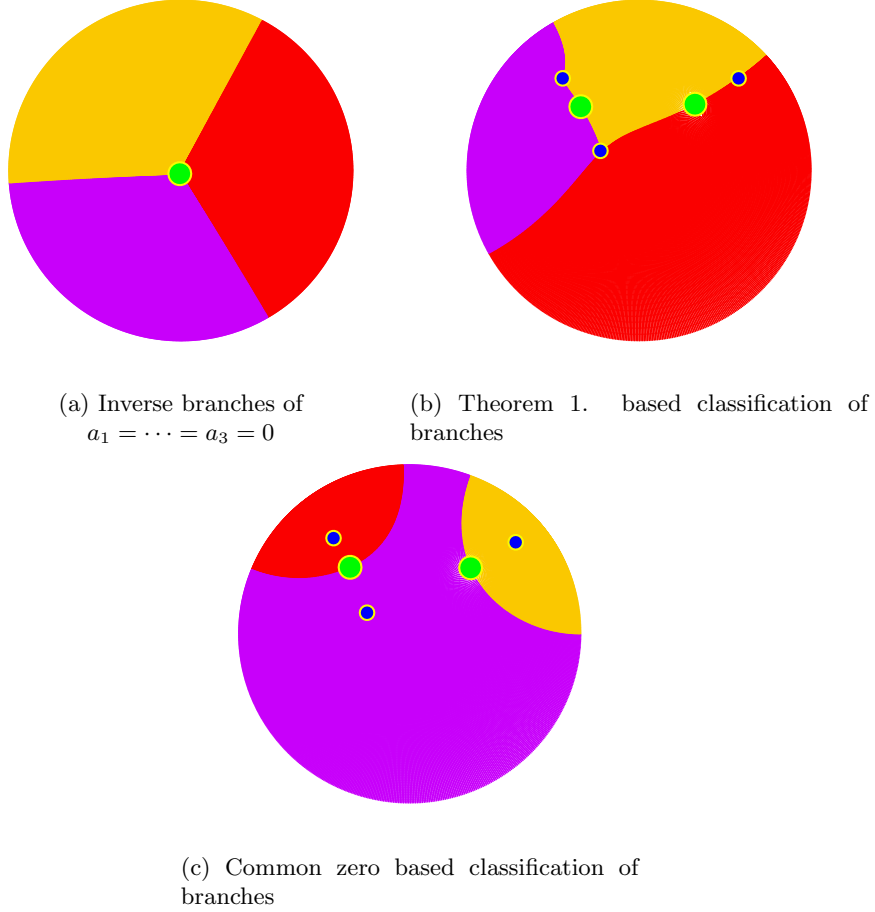 (a) Inverse branches of
a₁ = ⋯ = a₃ = 0
(b) Theorem 1. based classification of
branches
(c) Common zero based classification of
branches